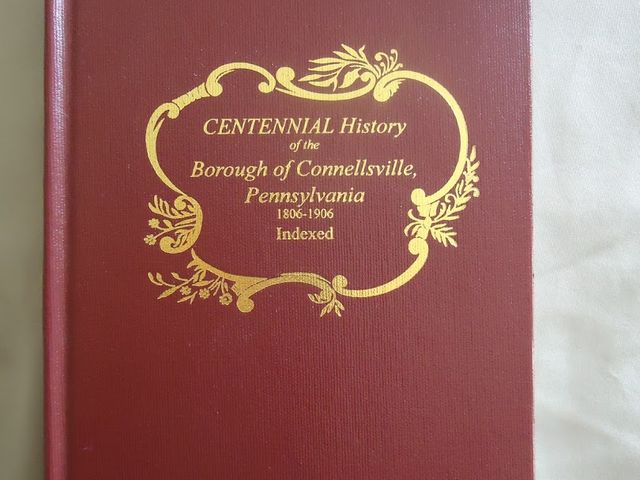 CENTENNIAL History
of the
Borough of Connellsville,
Pennsylvania
1806-1906
Indexed